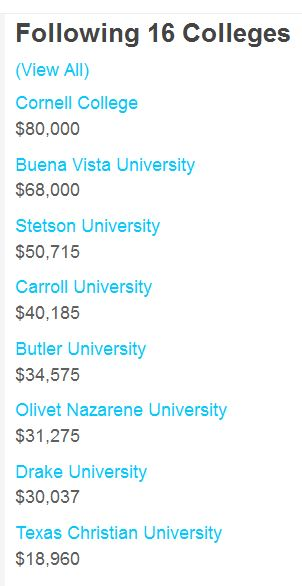 Following 16 Colleges
(View All)
Cornell College
$80,000
Buena Vista University
$68,000
Stetson University
$50,715
Carroll University
$40,185
Butler University
$34,575
Olivet Nazarene University
$31,275
Drake University
$30,037
Texas Christian University
$18,960